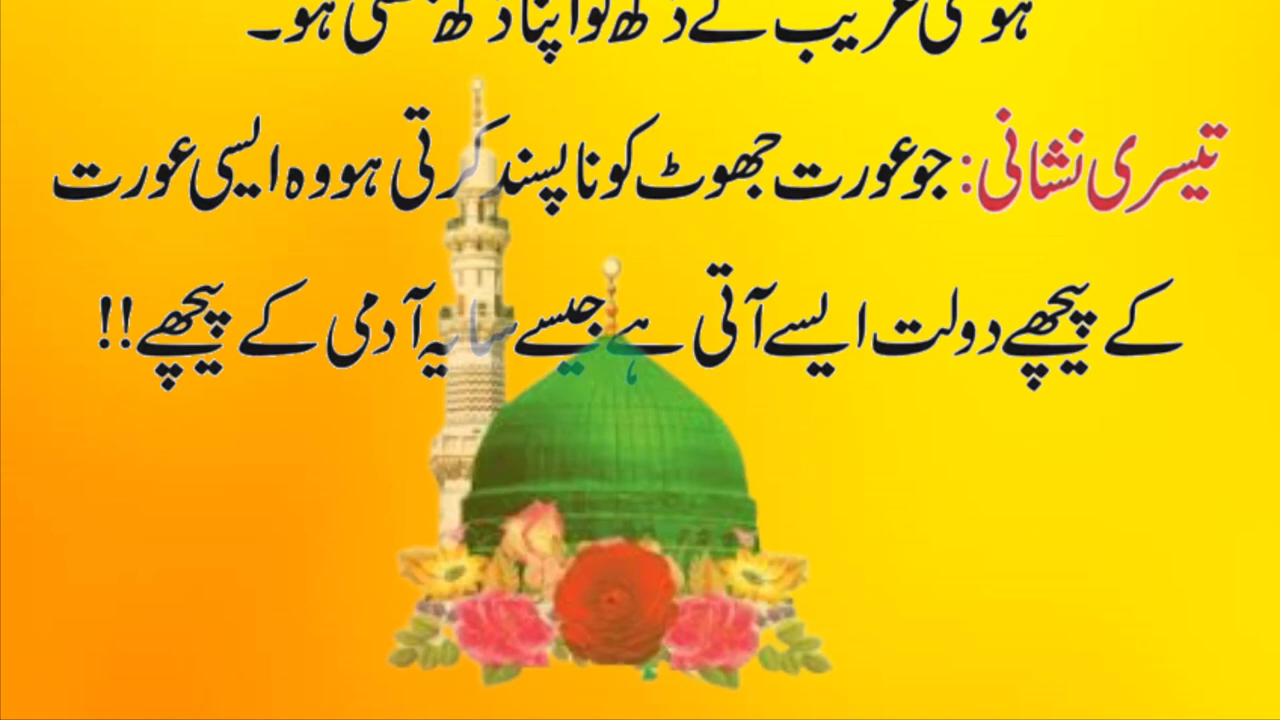 ہو کسی غریب کے دکھ کو اپنا دکھ سمجھتی ہو۔
تیسری نشانی: جو عورت جھوٹ کو ناپسند کرتی ہو وہ ایسی عورت
کے پیچھے دولت ایسے آتی ہے جیسے سایہ آدمی کے پیچھے!!